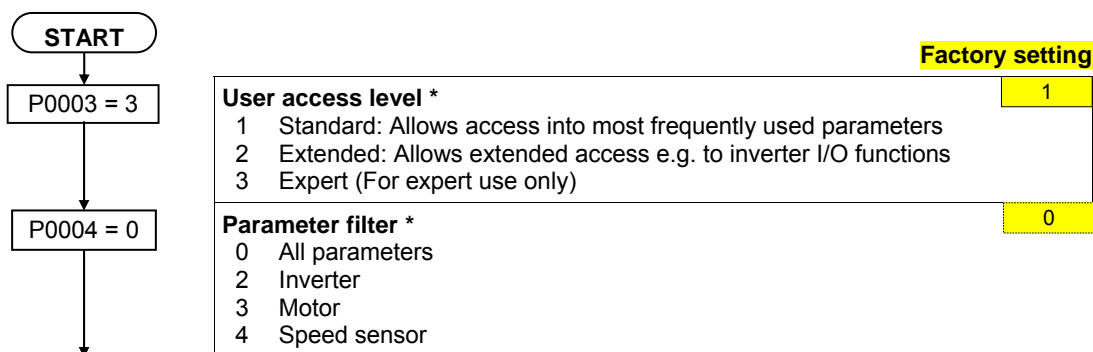 START
Factory setting
P0003 = 3
User access level * 1
1 Standard: Allows access into most frequently used parameters
2 Extended: Allows extended access e.g. to inverter I/O functions
3 Expert (For expert use only)
P0004 = 0
Parameter filter * 0
0 All parameters
2 Inverter
3 Motor
4 Speed sensor